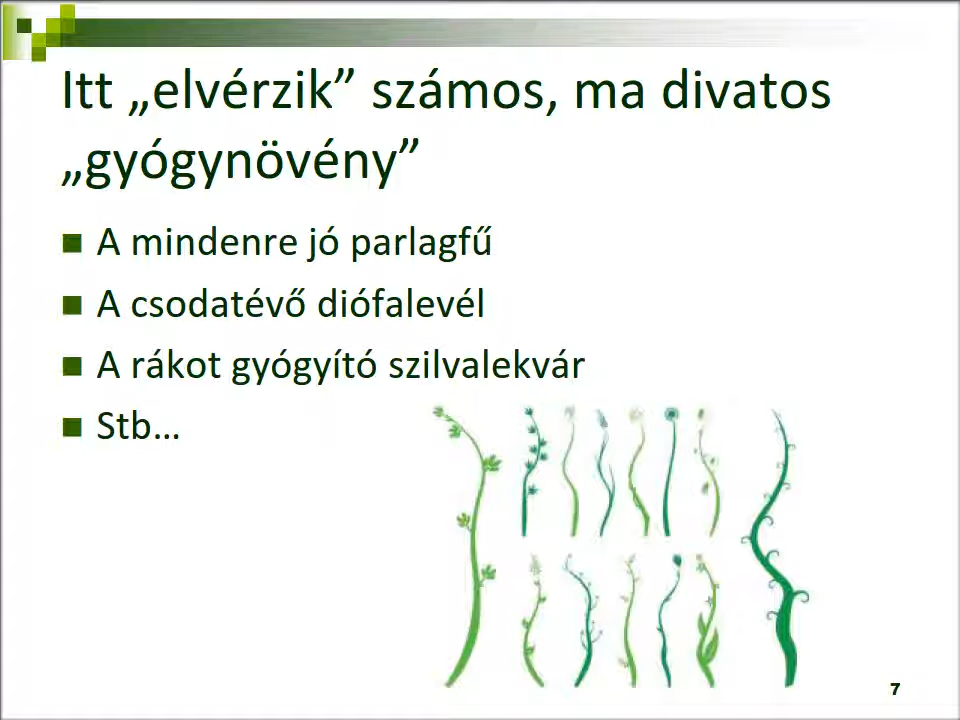 Itt „elvérzik” számos, ma divatos
„gyógynövény”
A mindenre jó parlagfű
A csodatévő diófalevél
A rákot gyógyító szilvalekvár
Stb…
7